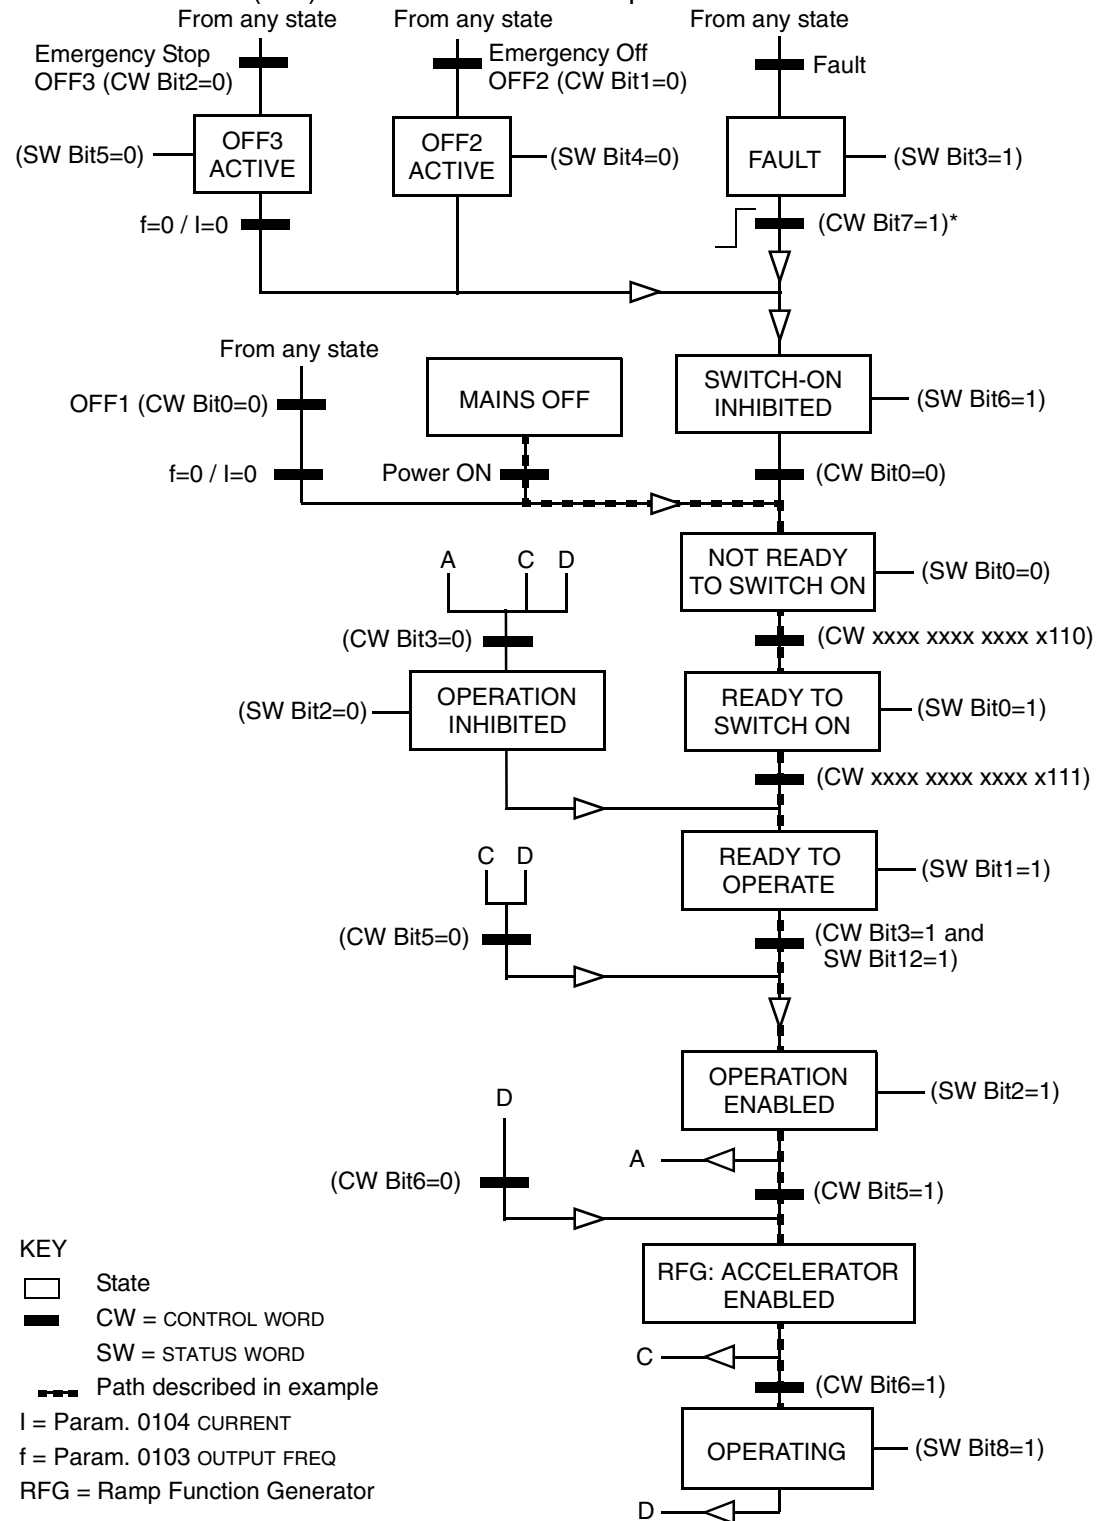 From any state
From any state
From any state
Emergency Stop
OFF3 (CW Bit2=0)
Emergency Off
OFF2 (CW Bit1=0)
Fault
(SW Bit5=0)
OFF3
ACTIVE
OFF2
ACTIVE
(SW Bit4=0)
FAULT
(SW Bit3=1)
f=0 / I=0
(CW Bit7=1)*
From any state
OFF1 (CW Bit0=0)
MAINS OFF
SWITCH-ON
INHIBITED
(SW Bit6=1)
f=0 / I=0
Power ON
(CW Bit0=0)
A
C
D
NOT READY
TO SWITCH ON
(SW Bit0=0)
(CW Bit3=0)
(CW xxxx xxxx xxxx x110)
(SW Bit2=0)
OPERATION
INHIBITED
READY TO
SWITCH ON
(SW Bit0=1)
(CW xxxx xxxx xxxx x111)
C
D
READY TO
OPERATE
(SW Bit1=1)
(CW Bit5=0)
(CW Bit3=1 and
SW Bit12=1)
D
OPERATION
ENABLED
(SW Bit2=1)
A
(CW Bit6=0)
(CW Bit5=1)
RFG: ACCELERATOR
ENABLED
C
(CW Bit6=1)
OPERATING
(SW Bit8=1)
D
KEY
State
CW = CONTROL WORD
SW = STATUS WORD
Path described in example
I = Param. 0104 CURRENT
f = Param. 0103 OUTPUT FREQ
RFG = Ramp Function Generator